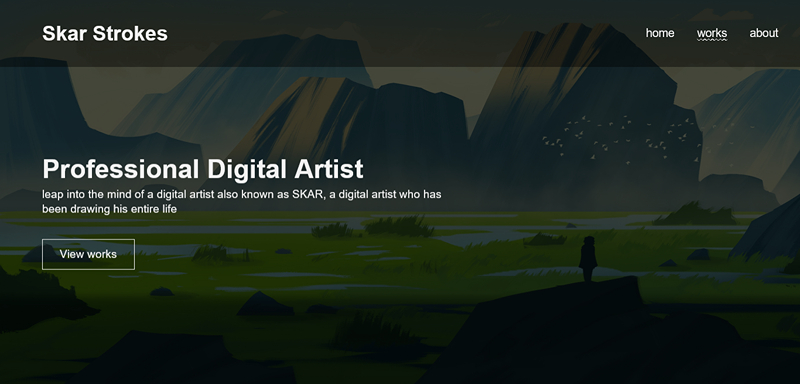 Skar Strokes
home works about
Professional Digital Artist
leap into the mind of a digital artist also known as SKAR, a digital artist who has
been drawing his entire life
View works